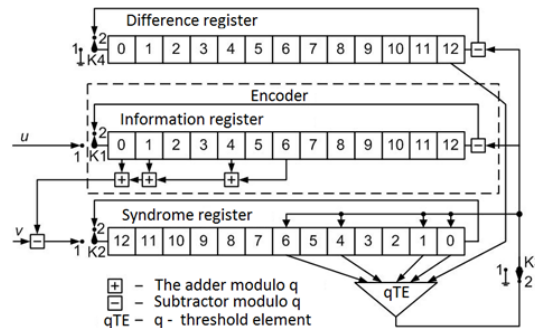 Difference register
1 2 K4 0 1 2 3 4 5 6 7 8 9 10 11 12 −
Encoder
Information register
u 1 2 K1 0 1 2 3 4 5 6 7 8 9 10 11 12 −
+ + +
Syndrome register
v − 1 2 K2 12 11 10 9 8 7 6 5 4 3 2 1 0
1 2 K
qTE
+ – The adder modulo q
− – Subtractor modulo q
qTE – q - threshold element